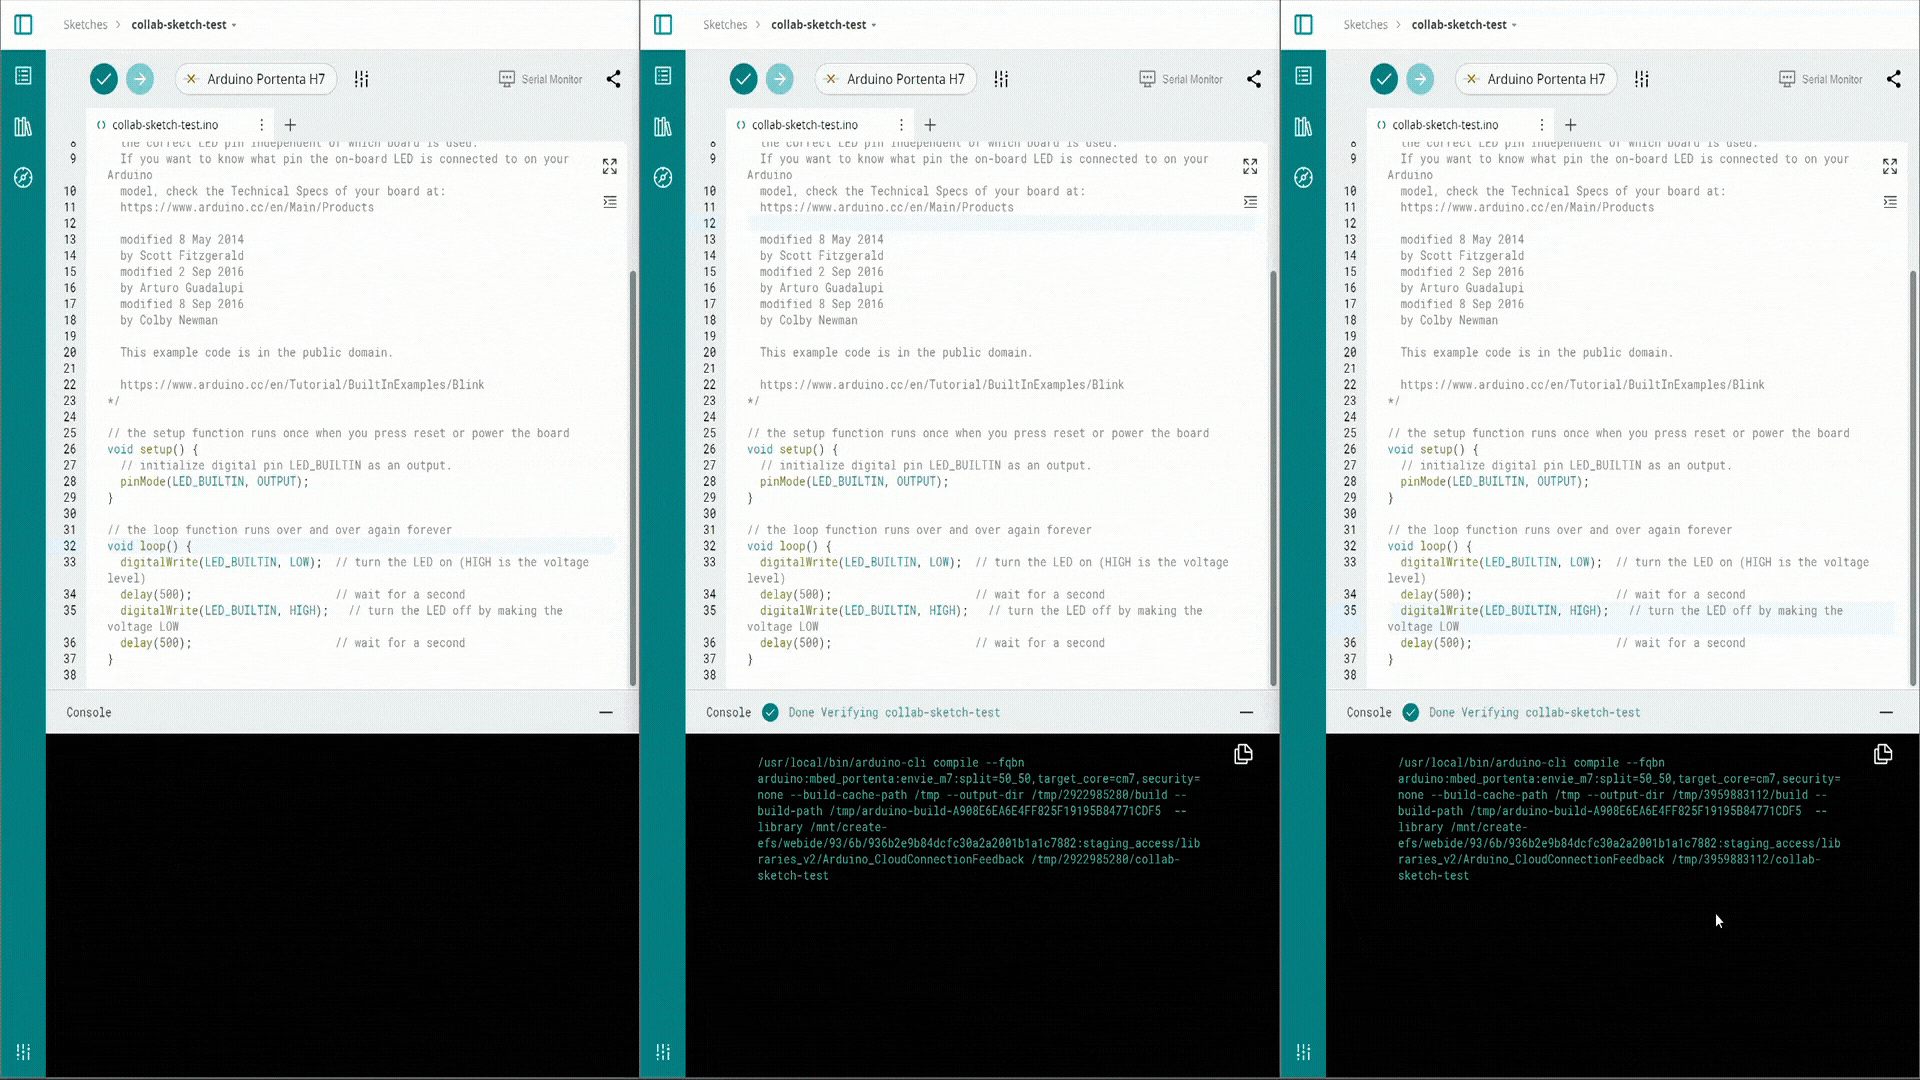 Sketches > collab-sketch-test
Arduino Portenta H7
Serial Monitor
collab-sketch-test.ino
8 the correct LED pin independent of which board is used.
9 If you want to know what pin the on-board LED is connected to on your
Arduino
10 model, check the Technical Specs of your board at:
11 https://www.arduino.cc/en/Main/Products
12
13 modified 8 May 2014
14 by Scott Fitzgerald
15 modified 2 Sep 2016
16 by Arturo Guadalupi
17 modified 8 Sep 2016
18 by Colby Newman
19
20 This example code is in the public domain.
21
22 https://www.arduino.cc/en/Tutorial/BuiltInExamples/Blink
23 */
24
25 // the setup function runs once when you press reset or power the board
26 void setup() {
27 // initialize digital pin LED_BUILTIN as an output.
28 pinMode(LED_BUILTIN, OUTPUT);
29 }
30
31 // the loop function runs over and over again forever
32 void loop() {
33 digitalWrite(LED_BUILTIN, LOW); // turn the LED on (HIGH is the voltage
level)
34 delay(500); // wait for a second
35 digitalWrite(LED_BUILTIN, HIGH); // turn the LED off by making the
voltage LOW
36 delay(500); // wait for a second
37 }
38
Console
Sketches > collab-sketch-test
Arduino Portenta H7
Serial Monitor
collab-sketch-test.ino
8 the correct LED pin independent of which board is used.
9 If you want to know what pin the on-board LED is connected to on your
Arduino
10 model, check the Technical Specs of your board at:
11 https://www.arduino.cc/en/Main/Products
12
13 modified 8 May 2014
14 by Scott Fitzgerald
15 modified 2 Sep 2016
16 by Arturo Guadalupi
17 modified 8 Sep 2016
18 by Colby Newman
19
20 This example code is in the public domain.
21
22 https://www.arduino.cc/en/Tutorial/BuiltInExamples/Blink
23 */
24
25 // the setup function runs once when you press reset or power the board
26 void setup() {
27 // initialize digital pin LED_BUILTIN as an output.
28 pinMode(LED_BUILTIN, OUTPUT);
29 }
30
31 // the loop function runs over and over again forever
32 void loop() {
33 digitalWrite(LED_BUILTIN, LOW); // turn the LED on (HIGH is the voltage
level)
34 delay(500); // wait for a second
35 digitalWrite(LED_BUILTIN, HIGH); // turn the LED off by making the
voltage LOW
36 delay(500); // wait for a second
37 }
38
Console Done Verifying collab-sketch-test
/usr/local/bin/arduino-cli compile --fqbn
arduino:mbed_portenta:envie_m7:split=50_50,target_core=cm7,security=
none --build-cache-path /tmp --output-dir /tmp/2922985280/build --
build-path /tmp/arduino-build-A908E6EA6E4FF825F19195B84771CDF5 --
library /mnt/create-
efs/webide/93/6b/936b2e9b84dcfc30a2a2001b1a1c7882:staging_access/lib
raries_v2/Arduino_CloudConnectionFeedback /tmp/2922985280/collab-
sketch-test
Sketches > collab-sketch-test
Arduino Portenta H7
Serial Monitor
collab-sketch-test.ino
8 the correct LED pin independent of which board is used.
9 If you want to know what pin the on-board LED is connected to on your
Arduino
10 model, check the Technical Specs of your board at:
11 https://www.arduino.cc/en/Main/Products
12
13 modified 8 May 2014
14 by Scott Fitzgerald
15 modified 2 Sep 2016
16 by Arturo Guadalupi
17 modified 8 Sep 2016
18 by Colby Newman
19
20 This example code is in the public domain.
21
22 https://www.arduino.cc/en/Tutorial/BuiltInExamples/Blink
23 */
24
25 // the setup function runs once when you press reset or power the board
26 void setup() {
27 // initialize digital pin LED_BUILTIN as an output.
28 pinMode(LED_BUILTIN, OUTPUT);
29 }
30
31 // the loop function runs over and over again forever
32 void loop() {
33 digitalWrite(LED_BUILTIN, LOW); // turn the LED on (HIGH is the voltage
level)
34 delay(500); // wait for a second
35 digitalWrite(LED_BUILTIN, HIGH); // turn the LED off by making the
voltage LOW
36 delay(500); // wait for a second
37 }
38
Console Done Verifying collab-sketch-test
/usr/local/bin/arduino-cli compile --fqbn
arduino:mbed_portenta:envie_m7:split=50_50,target_core=cm7,security=
none --build-cache-path /tmp --output-dir /tmp/3959883112/build --
build-path /tmp/arduino-build-A908E6EA6E4FF825F19195B84771CDF5 --
library /mnt/create-
efs/webide/93/6b/936b2e9b84dcfc30a2a2001b1a1c7882:staging_access/lib
raries_v2/Arduino_CloudConnectionFeedback /tmp/3959883112/collab-
sketch-test